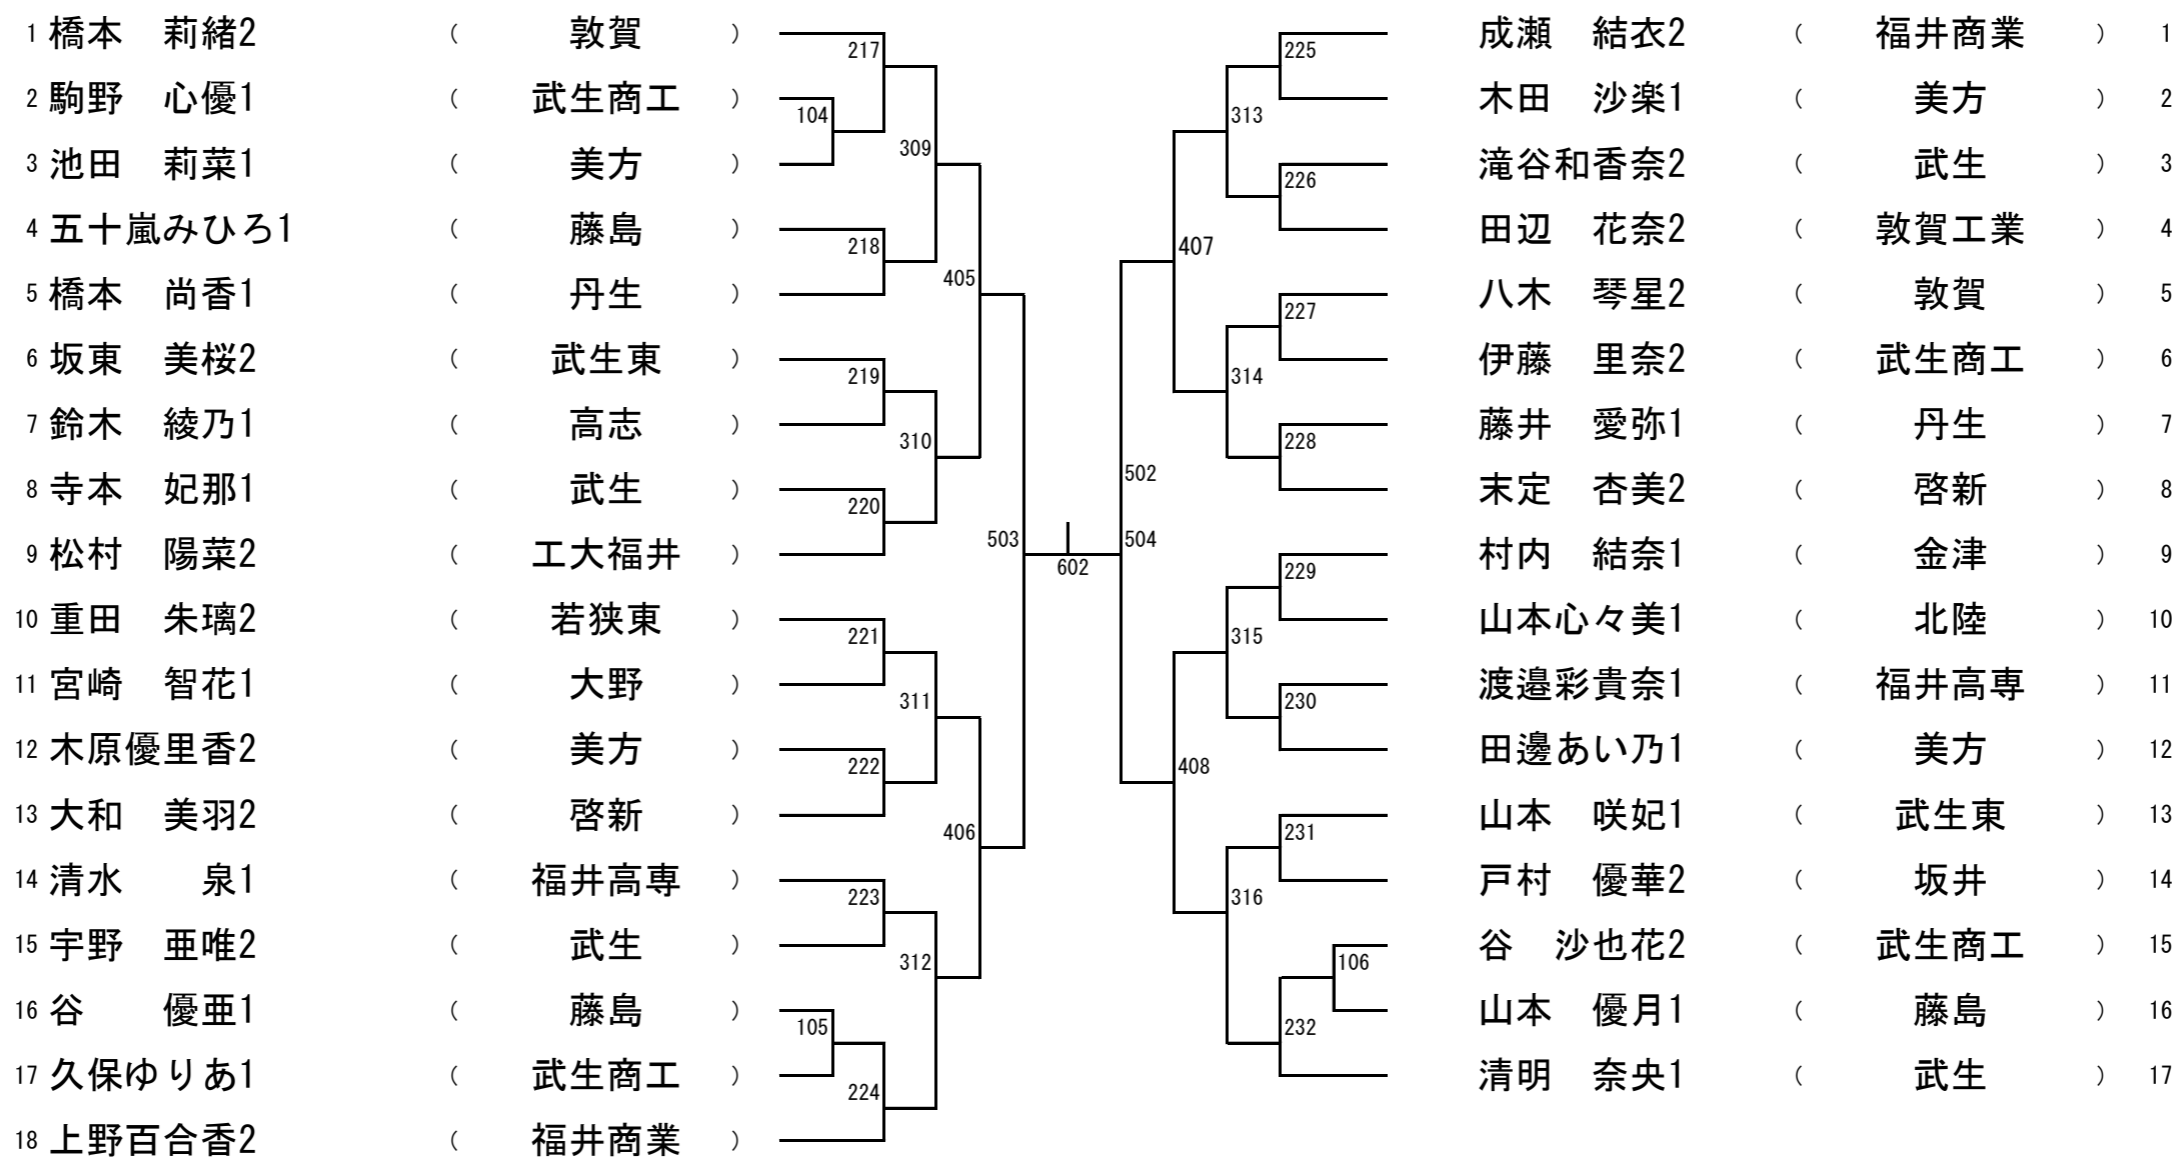 1 橋本　莉緒2 ( 敦賀 )
2 駒野　心優1 ( 武生商工 )
3 池田　莉菜1 ( 美方 )
4 五十嵐みひろ1 ( 藤島 )
5 橋本　尚香1 ( 丹生 )
6 坂東　美桜2 ( 武生東 )
7 鈴木　綾乃1 ( 高志 )
8 寺本　妃那1 ( 武生 )
9 松村　陽菜2 ( 工大福井 )
10 重田　朱璃2 ( 若狭東 )
11 宮崎　智花1 ( 大野 )
12 木原優里香2 ( 美方 )
13 大和　美羽2 ( 啓新 )
14 清水　　泉1 ( 福井高専 )
15 宇野　亜唯2 ( 武生 )
16 谷　　優亜1 ( 藤島 )
17 久保ゆりあ1 ( 武生商工 )
18 上野百合香2 ( 福井商業 )
217
104
309
218
405
219
310
220
503
221
311
222
406
223
312
105
224
602
225
313
226
407
227
314
228
502
504
229
315
230
408
231
316
106
232
成瀬　結衣2 ( 福井商業 ) 1
木田　沙楽1 ( 美方 ) 2
滝谷和香奈2 ( 武生 ) 3
田辺　花奈2 ( 敦賀工業 ) 4
八木　琴星2 ( 敦賀 ) 5
伊藤　里奈2 ( 武生商工 ) 6
藤井　愛弥1 ( 丹生 ) 7
末定　杏美2 ( 啓新 ) 8
村内　結奈1 ( 金津 ) 9
山本心々美1 ( 北陸 ) 10
渡邉彩貴奈1 ( 福井高専 ) 11
田邊あい乃1 ( 美方 ) 12
山本　咲妃1 ( 武生東 ) 13
戸村　優華2 ( 坂井 ) 14
谷　沙也花2 ( 武生商工 ) 15
山本　優月1 ( 藤島 ) 16
清明　奈央1 ( 武生 ) 17